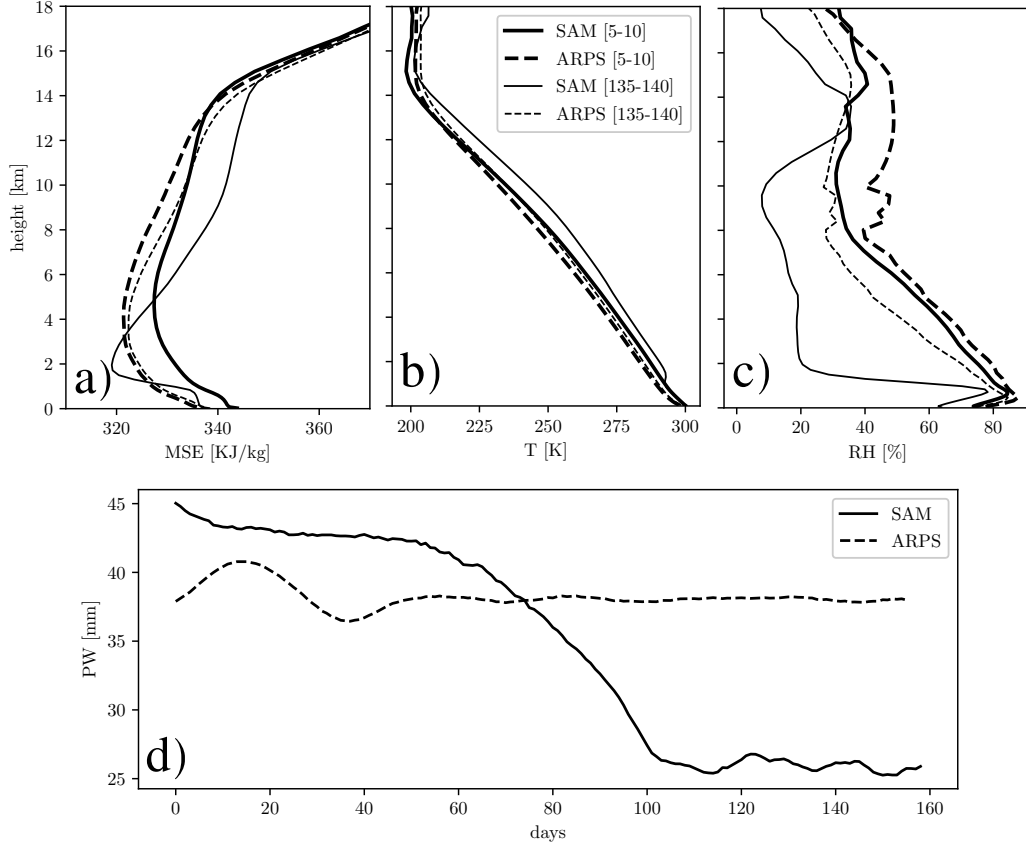 18
16
14
12
10
8
6
4
2
0
height [km]
a)
320
340
360
MSE [KJ/kg]
SAM [5-10]
ARPS [5-10]
SAM [135-140]
ARPS [135-140]
b)
200
225
250
275
300
T [K]
c)
0
20
40
60
80
RH [%]
45
40
35
30
25
PW [mm]
SAM
ARPS
d)
0
20
40
60
80
100
120
140
160
days